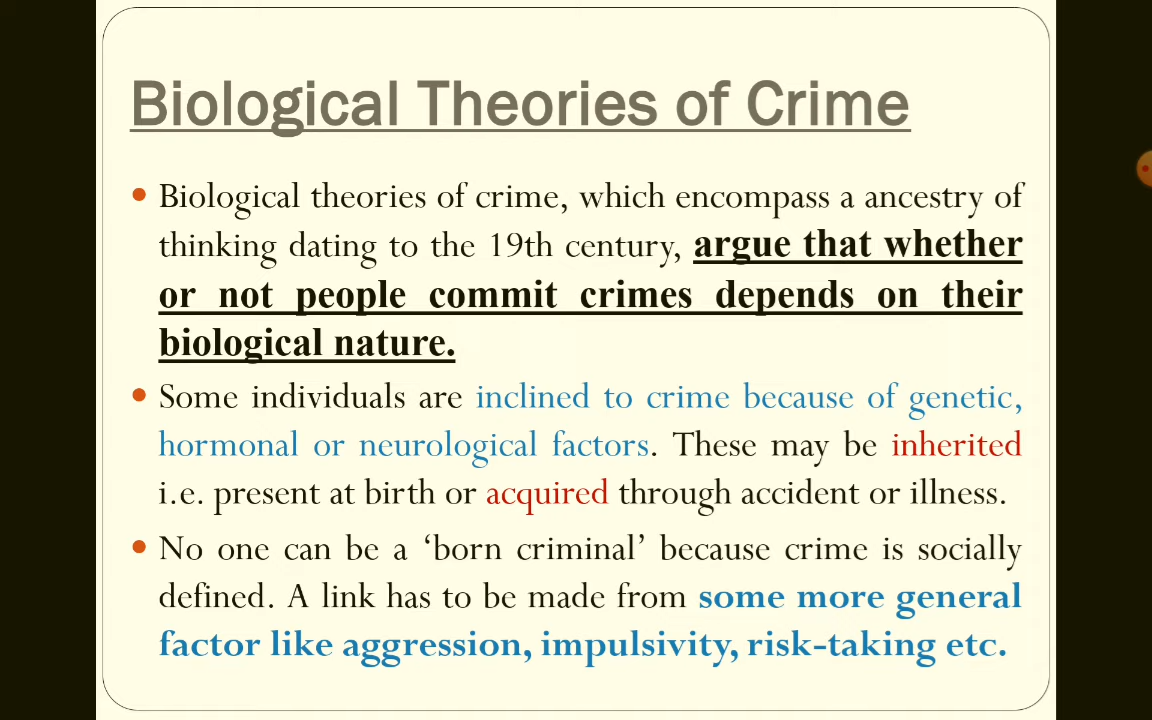 Biological Theories of Crime
• Biological theories of crime, which encompass a ancestry of
thinking dating to the 19th century, argue that whether
or not people commit crimes depends on their
biological nature.
• Some individuals are inclined to crime because of genetic,
hormonal or neurological factors. These may be inherited
i.e. present at birth or acquired through accident or illness.
• No one can be a ‘born criminal’ because crime is socially
defined. A link has to be made from some more general
factor like aggression, impulsivity, risk-taking etc.